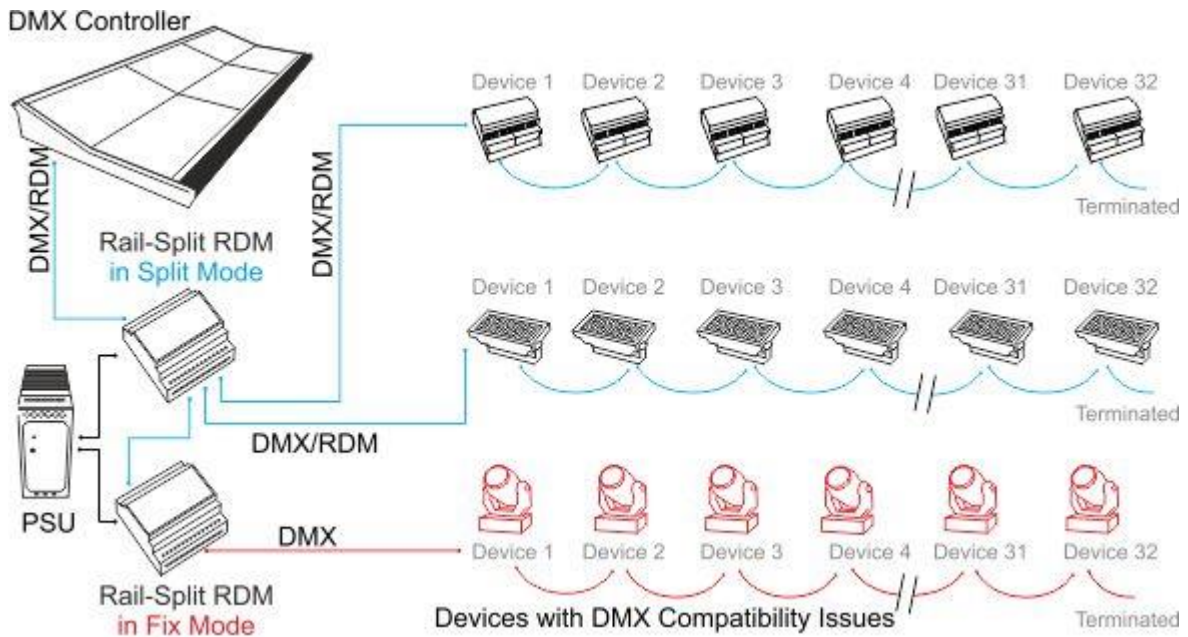 DMX Controller
DMX/RDM
Rail-Split RDM
in Split Mode
DMX/RDM
Device 1 Device 2 Device 3 Device 4 Device 31 Device 32
Terminated
Device 1 Device 2 Device 3 Device 4 Device 31 Device 32
Terminated
DMX/RDM
PSU
DMX
Device 1 Device 2 Device 3 Device 4 Device 31 Device 32
Rail-Split RDM
in Fix Mode
Devices with DMX Compatibility Issues
Terminated